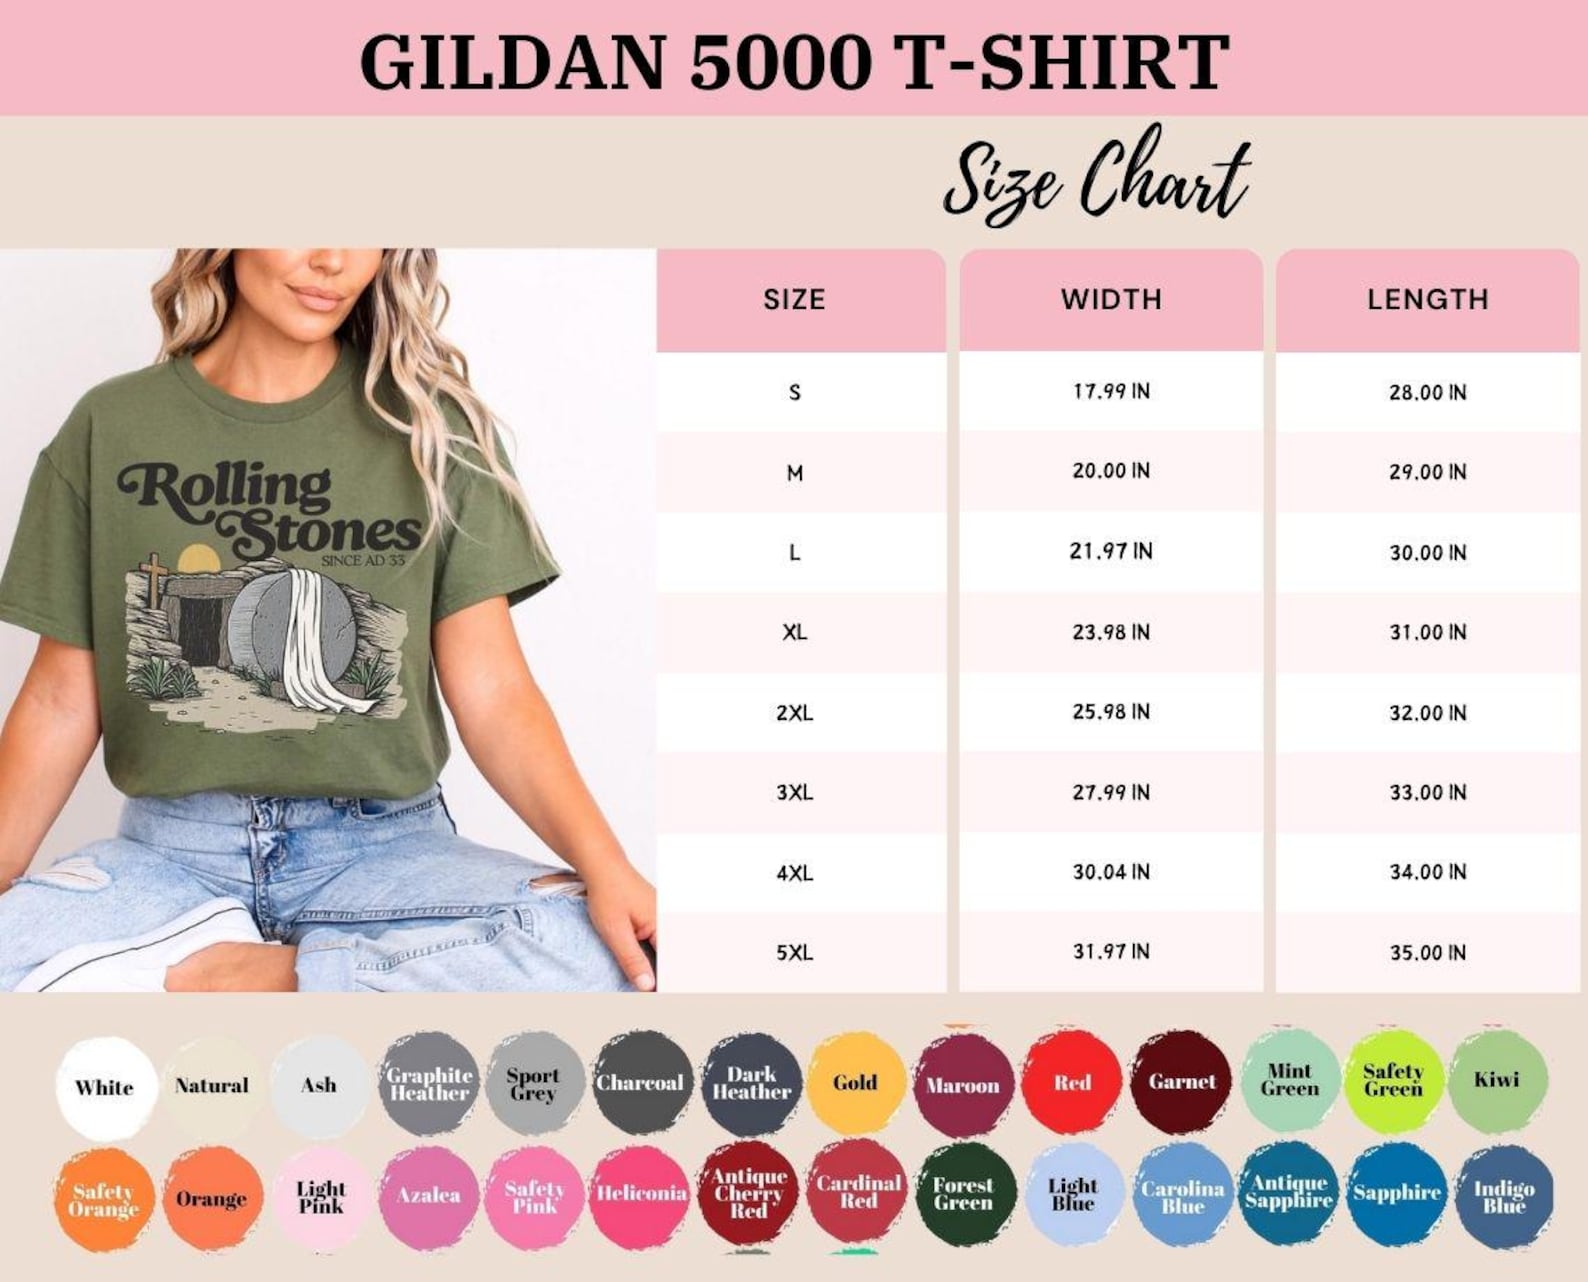 GILDAN 5000 T-SHIRT
Size Chart
SIZE WIDTH LENGTH
S 17.99 IN 28.00 IN
M 20.00 IN 29.00 IN
L 21.97 IN 30.00 IN
XL 23.98 IN 31.00 IN
2XL 25.98 IN 32.00 IN
3XL 27.99 IN 33.00 IN
4XL 30.04 IN 34.00 IN
5XL 31.97 IN 35.00 IN
Rolling
Stones
SINCE AD 33
White
Natural
Ash
Graphite
Heather
Sport
Grey
Charcoal
Dark
Heather
Gold
Maroon
Red
Garnet
Mint
Green
Safety
Green
Kiwi
Safety
Orange
Orange
Light
Pink
Azalea
Safety
Pink
Heliconia
Antique
Cherry
Red
Cardinal
Red
Forest
Green
Light
Blue
Carolina
Blue
Antique
Sapphire
Sapphire
Indigo
Blue